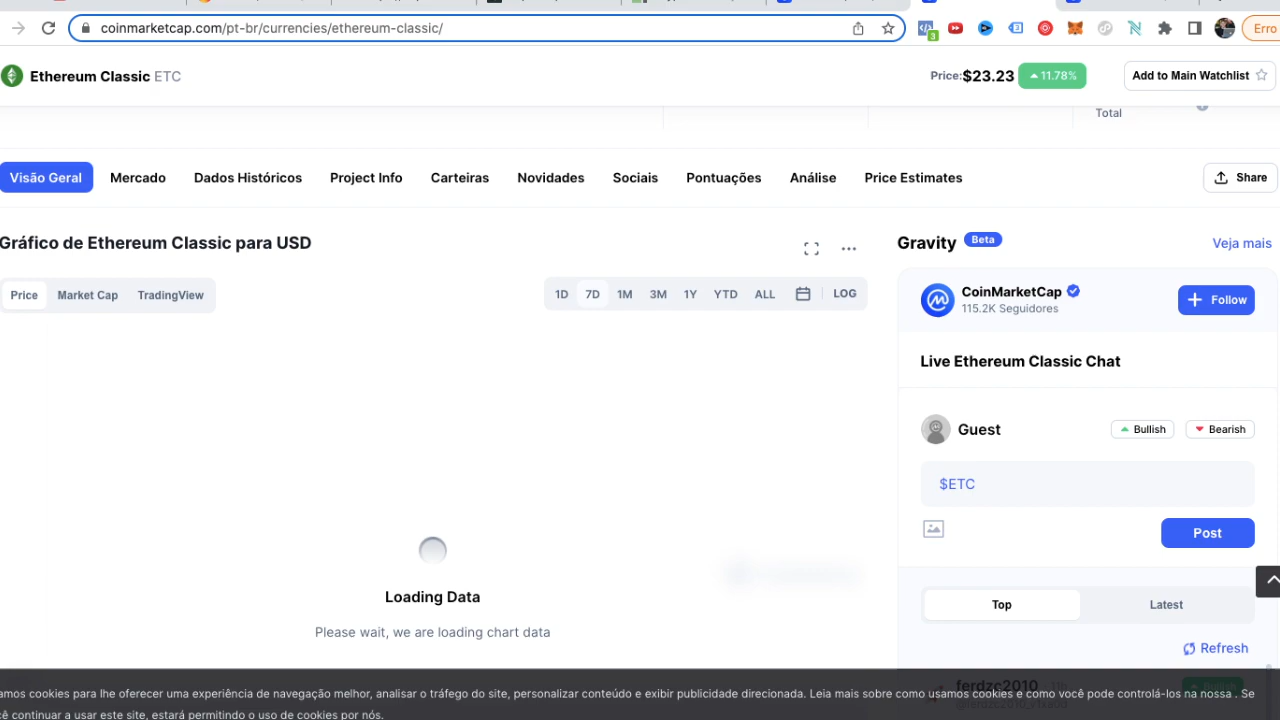 coinmarketcap.com/pt-br/currencies/ethereum-classic/
3
3
Erro
Ethereum Classic ETC
Price: $23.23 11.78%
Add to Main Watchlist
Total
Visão Geral
Mercado
Dados Históricos
Project Info
Carteiras
Novidades
Sociais
Pontuações
Análise
Price Estimates
Share
Gráfico de Ethereum Classic para USD
Price
Market Cap
TradingView
1D
7D
1M
3M
1Y
YTD
ALL
LOG
Gravity Beta
Veja mais
CoinMarketCap
115.2K Seguidores
Follow
Live Ethereum Classic Chat
Guest
Bullish
Bearish
$ETC
Post
Top
Latest
Refresh
Loading Data
Please wait, we are loading chart data
ferdzc2010
amos cookies para lhe oferecer uma experiência de navegação melhor, analisar o tráfego do site, personalizar conteúdo e exibir publicidade direcionada. Leia mais sobre como usamos cookies e como você pode controlá-los na nossa . Se
cê continuar a usar este site, estará permitindo o uso de cookies por nós.